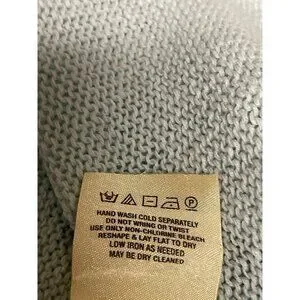 HAND WASH COLD SEPARATELY
DO NOT WRING OR TWIST
USE ONLY NON-CHLORINE BLEACH
RESHAPE & LAY FLAT TO DRY
LOW IRON AS NEEDED
MAY BE DRY CLEANED